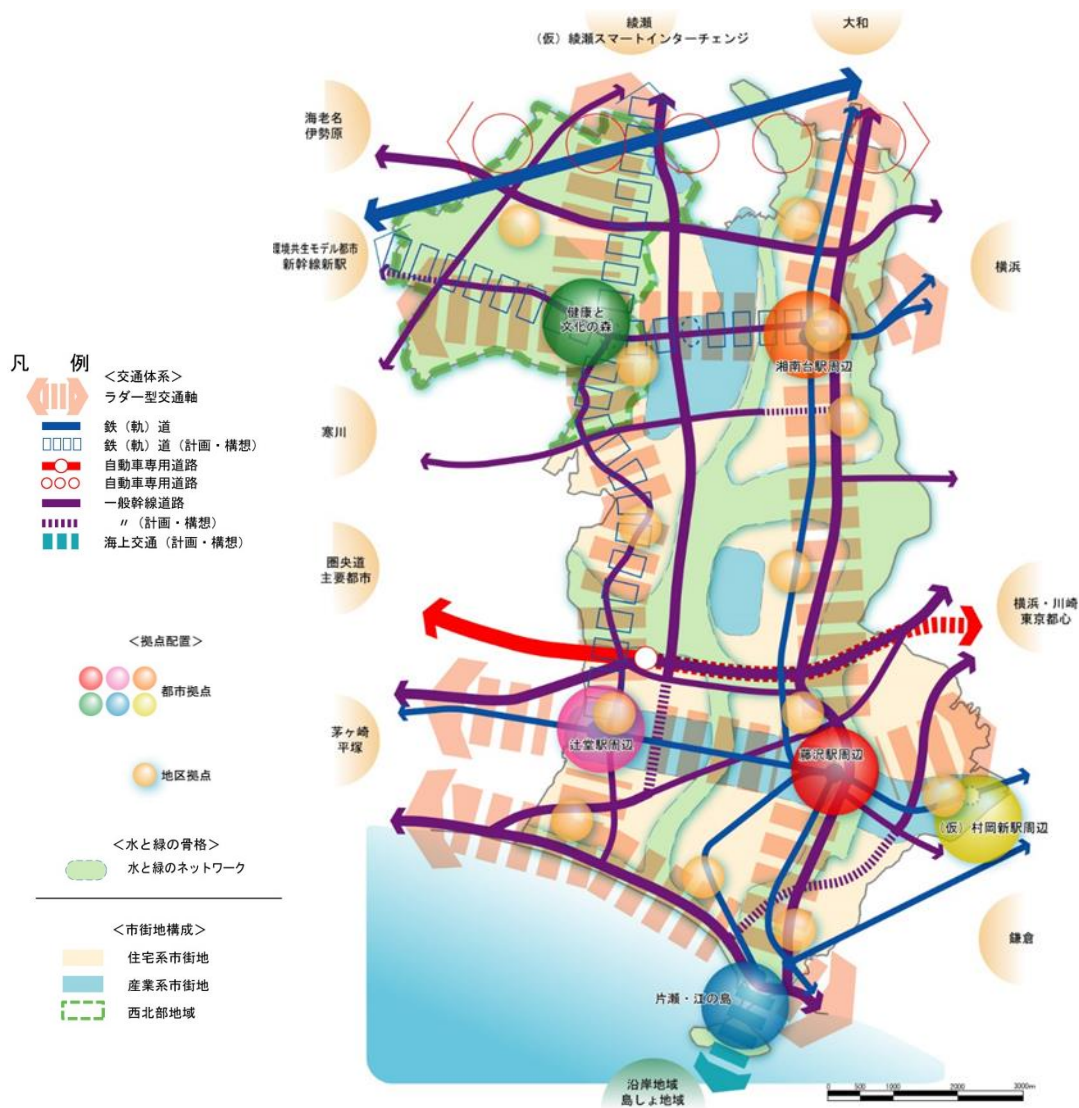 綾瀬
(仮)綾瀬スマートインターチェンジ
大和
海老名
伊勢原
環境共生モデル都市
新幹線新駅
横浜
健康と
文化の森
湘南台駅周辺
寒川
圏央道
主要都市
横浜・川崎
東京都心
茅ヶ崎
平塚
辻堂駅周辺
藤沢駅周辺
(仮)村岡新駅周辺
鎌倉
片瀬・江の島
沿岸地域
島しょ地域
凡 例
<交通体系>
ラダー型交通軸
鉄(軌)道
鉄(軌)道(計画・構想)
自動車専用道路
自動車専用道路
一般幹線道路
〃(計画・構想)
海上交通(計画・構想)
<拠点配置>
都市拠点
地区拠点
<水と緑の骨格>
水と緑のネットワーク
<市街地構成>
住宅系市街地
産業系市街地
西北部地域
0 500 1000 2000 3000m